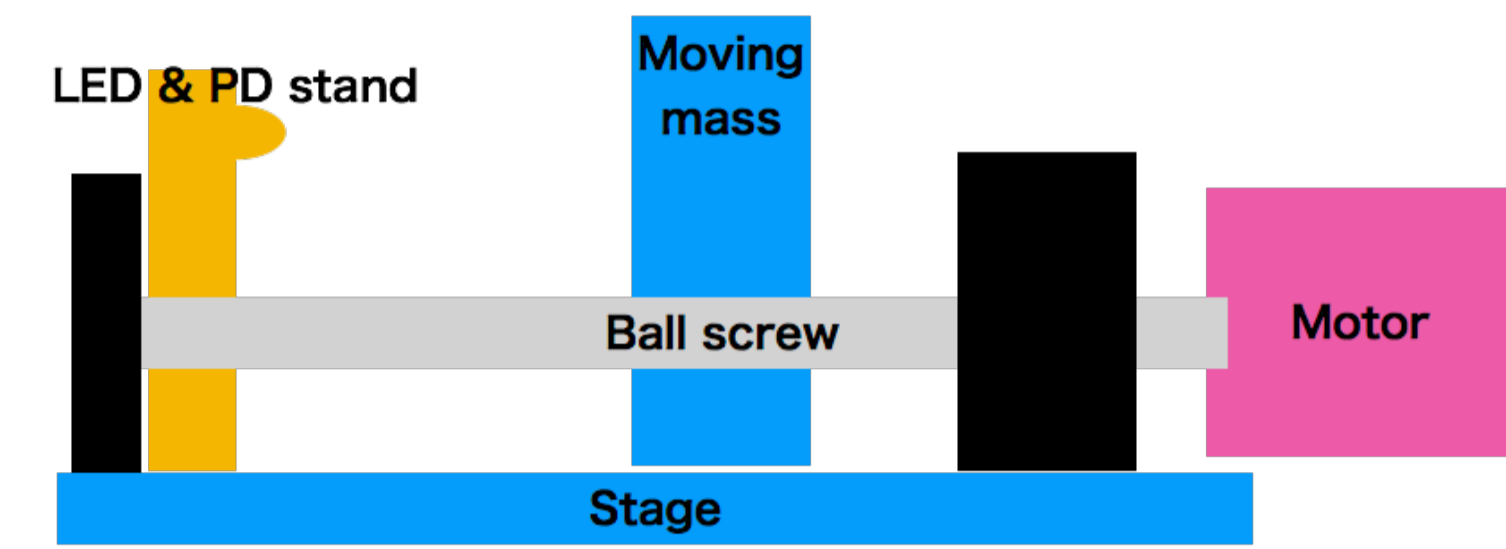 LED & PD stand
Moving
mass
Ball screw
Motor
Stage